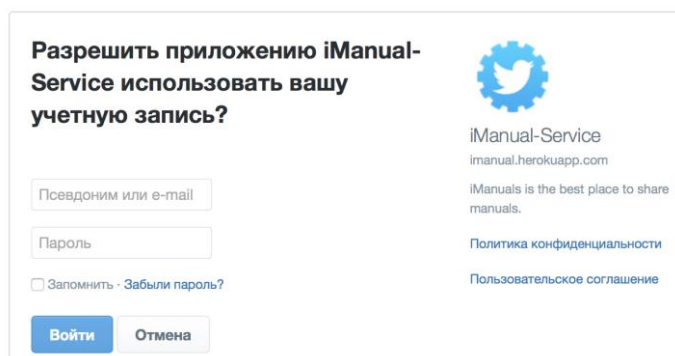 Разрешить приложению iManual-
Service использовать вашу
учетную запись?
Псевдоним или e-mail
Пароль
Запомнить · Забыли пароль?
Войти
Отмена
iManual-Service
imanual.herokuapp.com
iManuals is the best place to share
manuals.
Политика конфиденциальности
Пользовательское соглашение